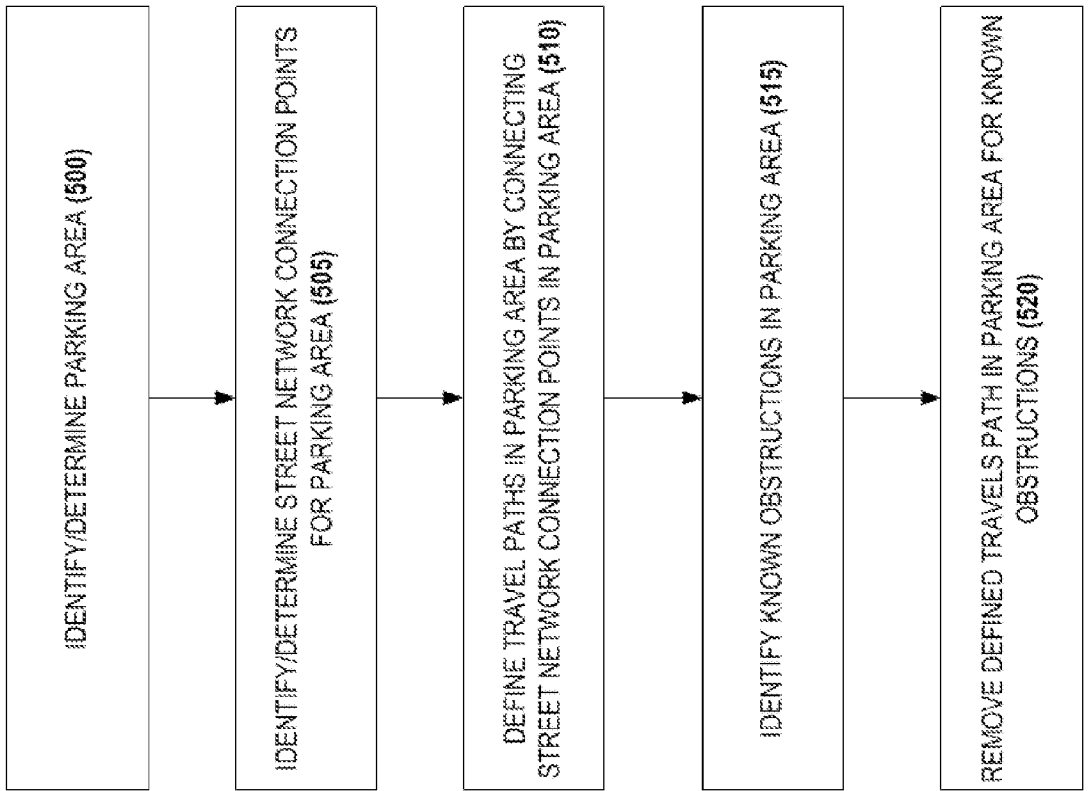 IDENTIFY/DETERMINE PARKING AREA (500)
IDENTIFY/DETERMINE STREET NETWORK CONNECTION POINTS
FOR PARKING AREA (505)
DEFINE TRAVEL PATHS IN PARKING AREA BY CONNECTING
STREET NETWORK CONNECTION POINTS IN PARKING AREA (510)
IDENTIFY KNOWN OBSTRUCTIONS IN PARKING AREA (515)
REMOVE DEFINED TRAVELS PATH IN PARKING AREA FOR KNOWN
OBSTRUCTIONS (520)